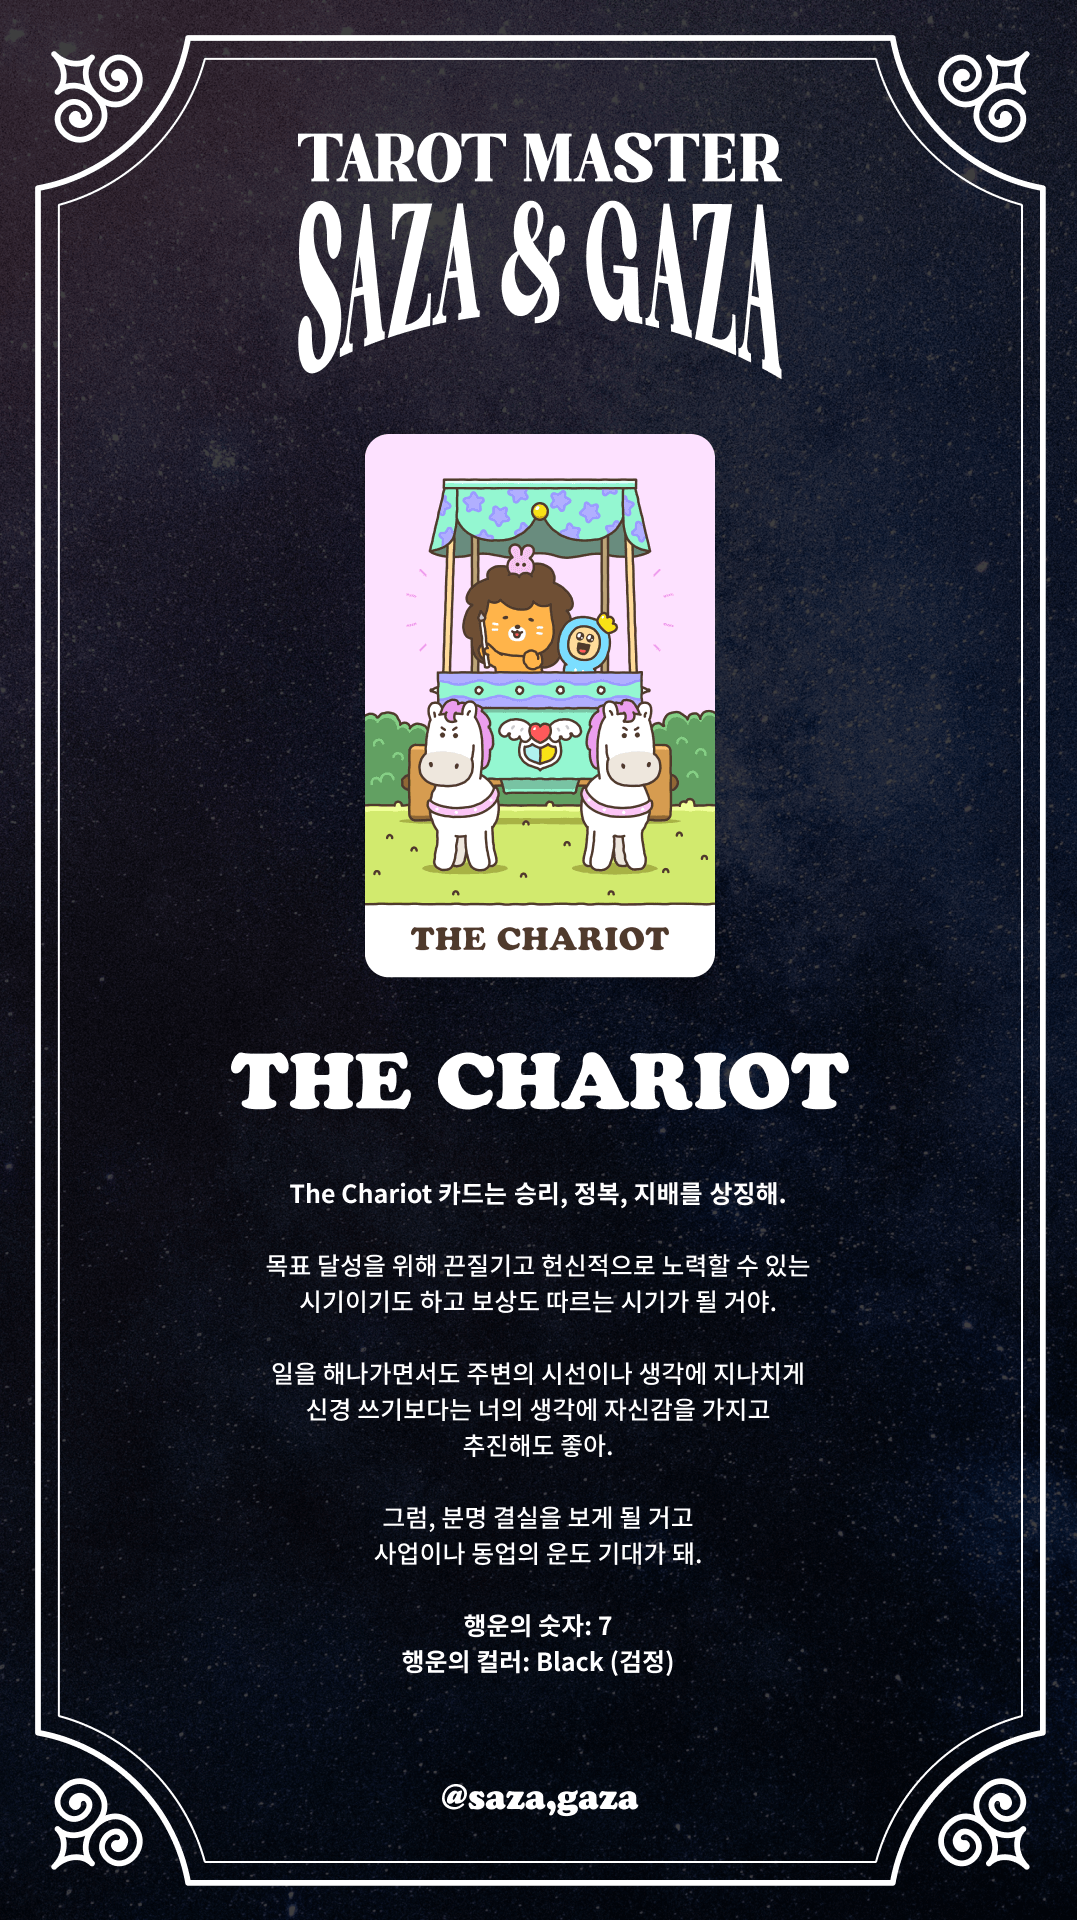 TAROT MASTER
SAZA & GAZA
THE CHARIOT
THE CHARIOT
The Chariot 카드는 승리, 정복, 지배를 상징해.
목표 달성을 위해 끈질기고 헌신적으로 노력할 수 있는
시기이기도 하고 보상도 따르는 시기가 될 거야.
일을 해나가면서도 주변의 시선이나 생각에 지나치게
신경 쓰기보다는 너의 생각에 자신감을 가지고
추진해도 좋아.
그럼, 분명 결실을 보게 될 거고
사업이나 동업의 운도 기대가 돼.
행운의 숫자: 7
행운의 컬러: Black (검정)
@saza,gaza